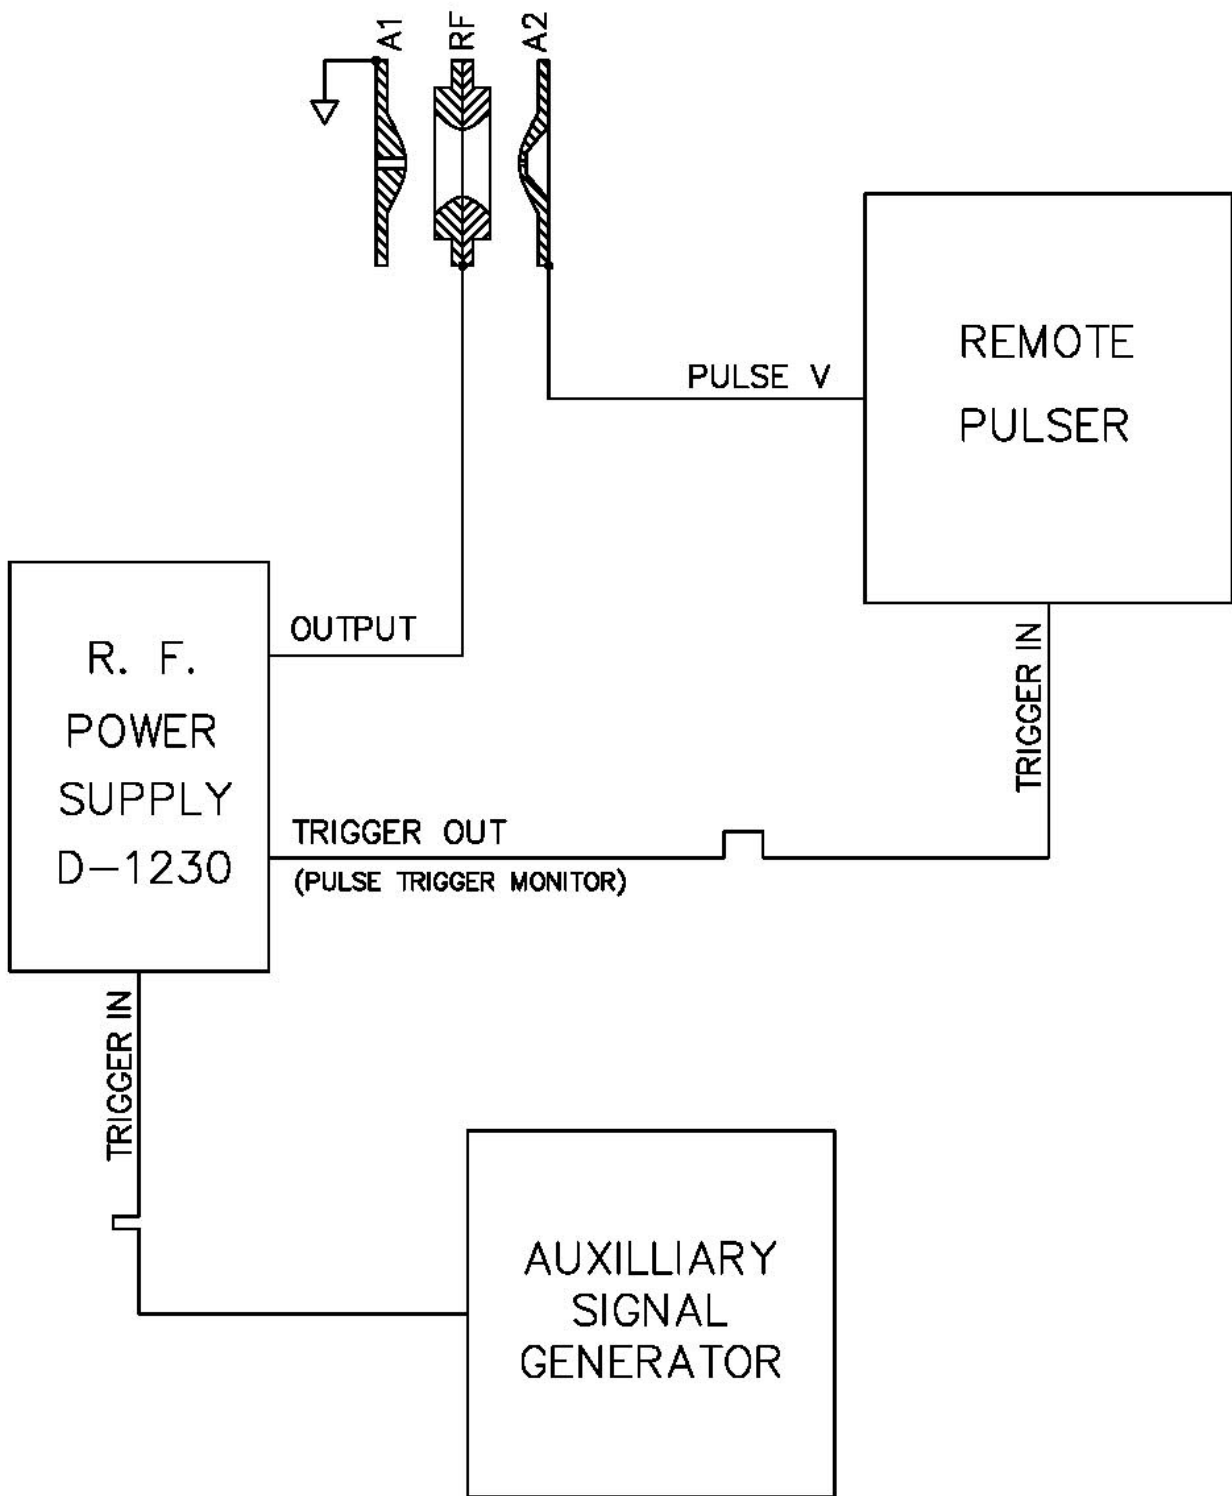 A1
RF
A2
REMOTE
PULSER
PULSE V
OUTPUT
R. F.
POWER
SUPPLY
D-1230
TRIGGER IN
TRIGGER OUT
(PULSE TRIGGER MONITOR)
TRIGGER IN
AUXILLIARY
SIGNAL
GENERATOR